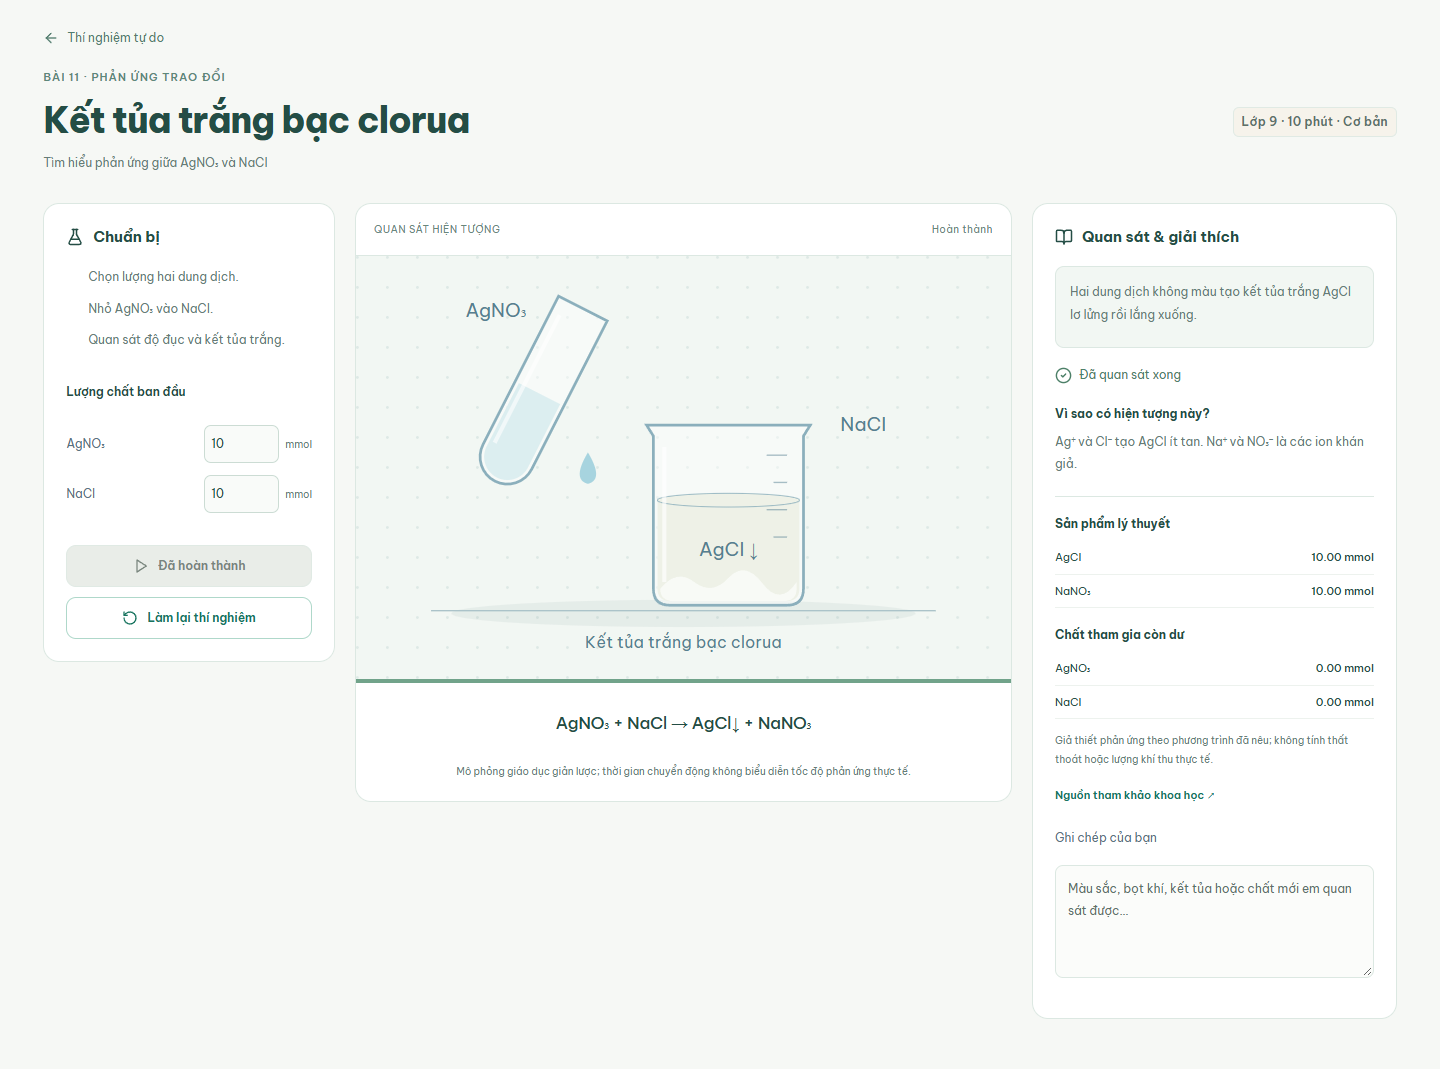 Thí nghiệm tự do
BÀI 11 · PHẢN ỨNG TRAO ĐỔI
Kết tủa trắng bạc clorua
Tìm hiểu phản ứng giữa AgNO₃ và NaCl
Lớp 9 · 10 phút · Cơ bản
Chuẩn bị
Chọn lượng hai dung dịch.
Nhỏ AgNO₃ vào NaCl.
Quan sát độ đục và kết tủa trắng.
Lượng chất ban đầu
AgNO₃ 10 mmol
NaCl 10 mmol
Đã hoàn thành
Làm lại thí nghiệm
QUAN SÁT HIỆN TƯỢNG
Hoàn thành
AgNO₃
NaCl
AgCl ↓
Kết tủa trắng bạc clorua
AgNO₃ + NaCl → AgCl↓ + NaNO₃
Mô phỏng giáo dục giản lược; thời gian chuyển động không biểu diễn tốc độ phản ứng thực tế.
Quan sát & giải thích
Hai dung dịch không màu tạo kết tủa trắng AgCl
lơ lửng rồi lắng xuống.
Đã quan sát xong
Vì sao có hiện tượng này?
Ag⁺ và Cl⁻ tạo AgCl ít tan. Na⁺ và NO₃⁻ là các ion khán
giả.
Sản phẩm lý thuyết
AgCl 10.00 mmol
NaNO₃ 10.00 mmol
Chất tham gia còn dư
AgNO₃ 0.00 mmol
NaCl 0.00 mmol
Giả thiết phản ứng theo phương trình đã nêu; không tính thất
thoát hoặc lượng khí thu thực tế.
Nguồn tham khảo khoa học ↗
Ghi chép của bạn
Màu sắc, bọt khí, kết tủa hoặc chất mới em quan
sát được...